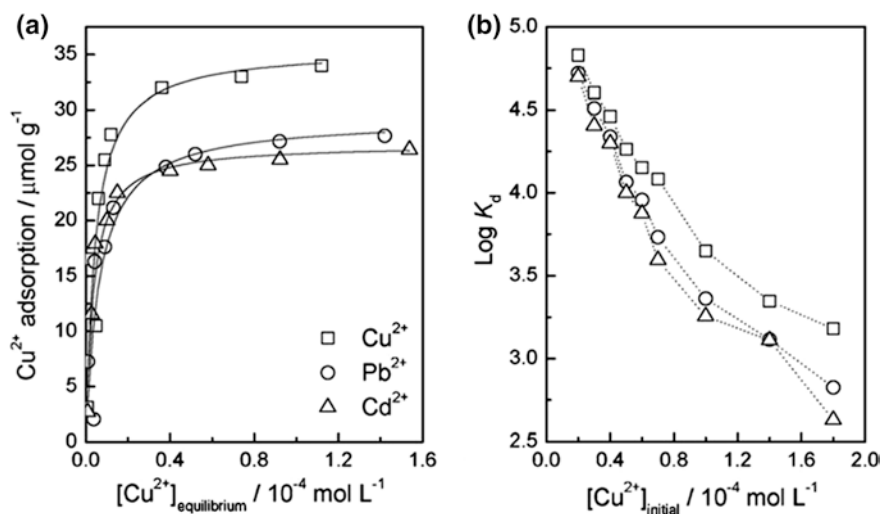 (a)
35
30
25
20
15
10
5
0
Cu²⁺ adsorption / μmol g⁻¹
Cu²⁺
Pb²⁺
Cd²⁺
0.0 0.4 0.8 1.2 1.6
[Cu²⁺]equilibrium / 10⁻⁴ mol L⁻¹
(b)
5.0
4.5
4.0
3.5
3.0
2.5
Log Kd
0.0 0.4 0.8 1.2 1.6 2.0
[Cu²⁺]initial / 10⁻⁴ mol L⁻¹